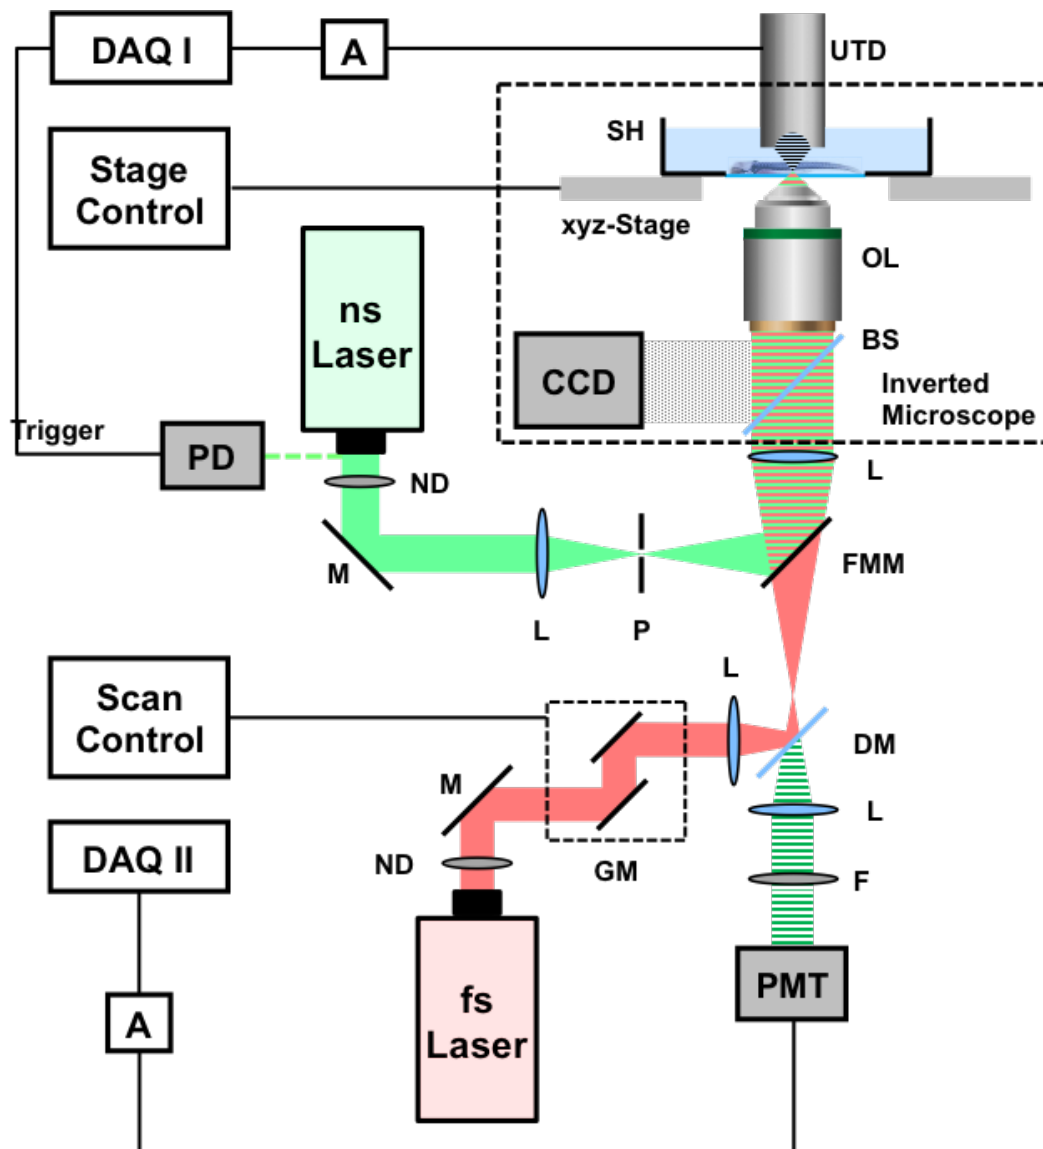 DAQ I
A
UTD
SH
Stage
Control
xyz-Stage
OL
ns
Laser
BS
CCD
Inverted
Microscope
Trigger
PD
ND
L
M
FMM
L
P
Scan
Control
L
DM
M
L
DAQ II
ND
GM
F
fs
Laser
PMT
A